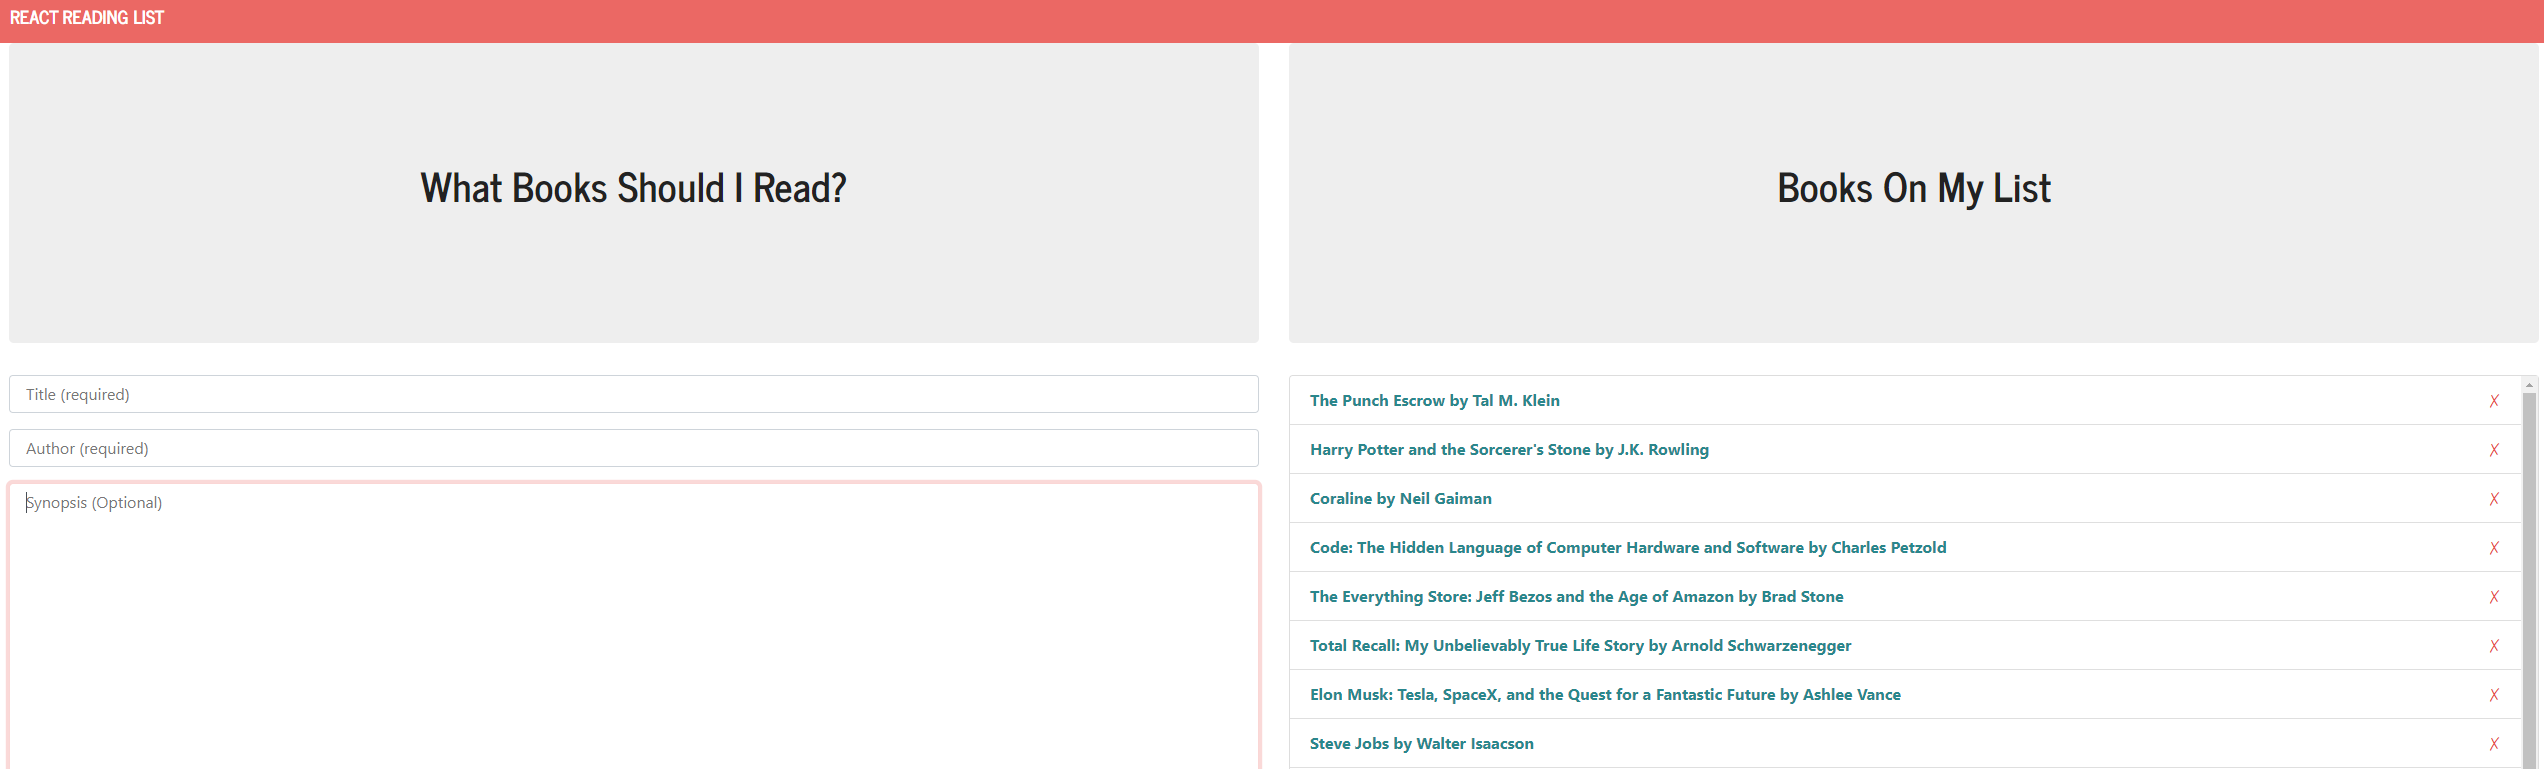 REACT READING LIST
What Books Should I Read?
Title (required)
Author (required)
Synopsis (Optional)
Books On My List
The Punch Escrow by Tal M. Klein ✗
Harry Potter and the Sorcerer's Stone by J.K. Rowling ✗
Coraline by Neil Gaiman ✗
Code: The Hidden Language of Computer Hardware and Software by Charles Petzold ✗
The Everything Store: Jeff Bezos and the Age of Amazon by Brad Stone ✗
Total Recall: My Unbelievably True Life Story by Arnold Schwarzenegger ✗
Elon Musk: Tesla, SpaceX, and the Quest for a Fantastic Future by Ashlee Vance ✗
Steve Jobs by Walter Isaacson ✗